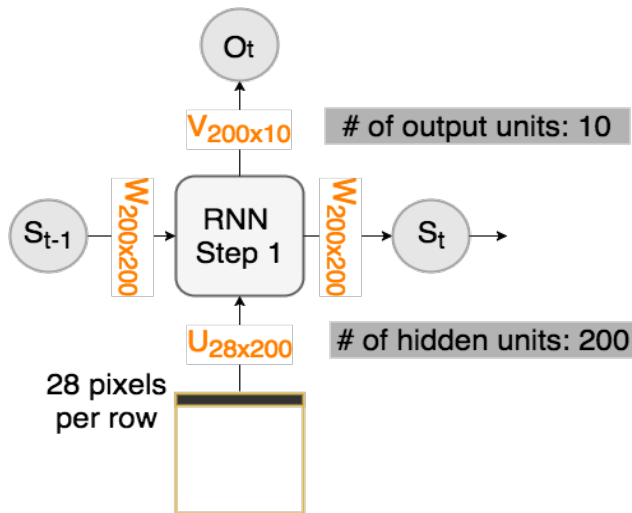 Ot
V200x10
# of output units: 10
St-1
W200x200
RNN
Step 1
W200x200
St
U28x200
# of hidden units: 200
28 pixels
per row